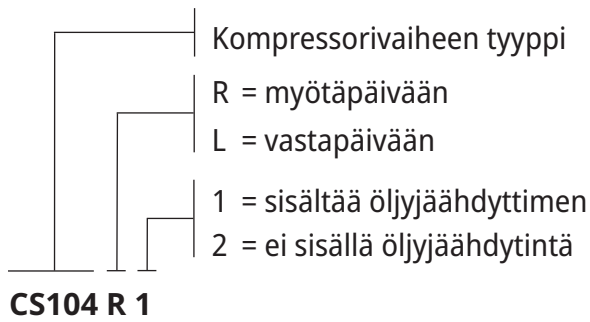 Kompressorivaiheen tyyppi
R = myötäpäivään
L = vastapäivään
1 = sisältää öljyjäähdyttimen
2 = ei sisällä öljyjäähdytintä
CS104 R 1